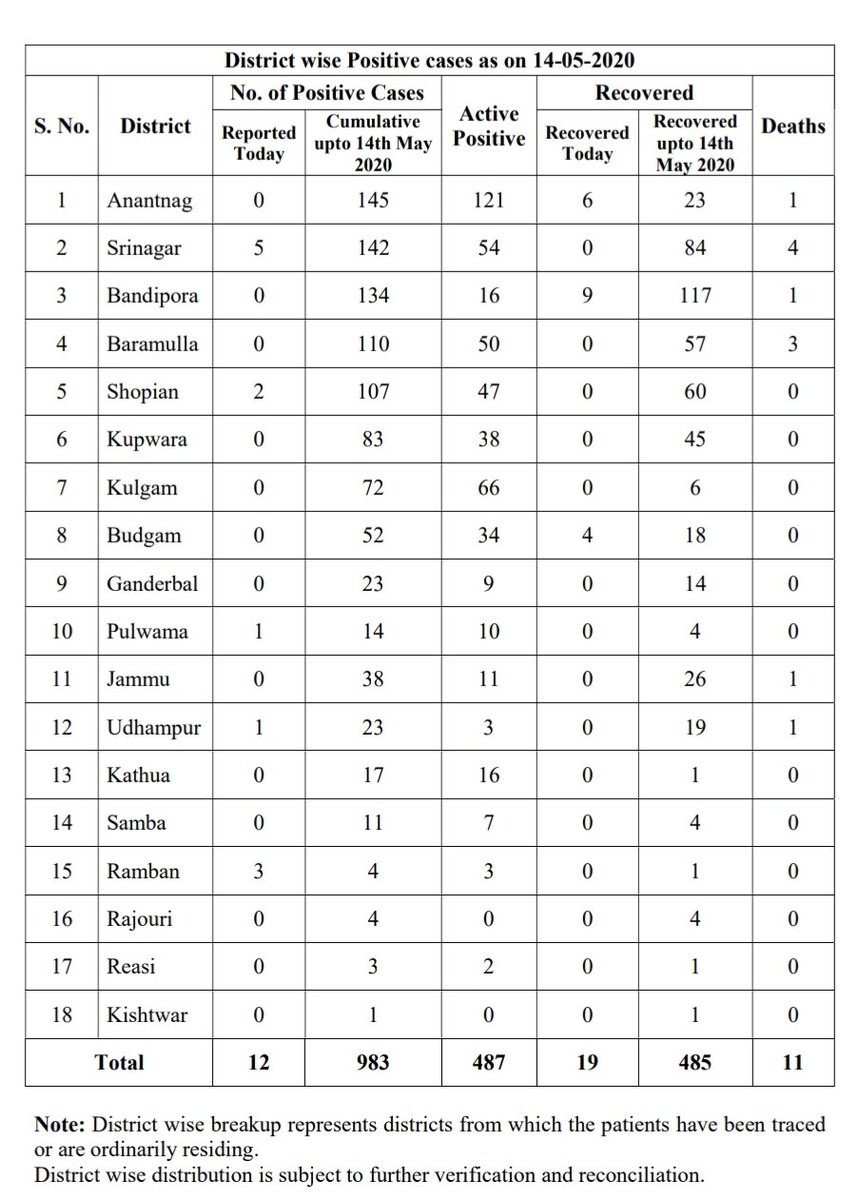 District wise Positive cases as on 14-05-2020
S. No. District No. of Positive Cases Active Positive Recovered Deaths
Reported Today Cumulative upto 14th May 2020 Recovered Today Recovered upto 14th May 2020
1 Anantnag 0 145 121 6 23 1
2 Srinagar 5 142 54 0 84 4
3 Bandipora 0 134 16 9 117 1
4 Baramulla 0 110 50 0 57 3
5 Shopian 2 107 47 0 60 0
6 Kupwara 0 83 38 0 45 0
7 Kulgam 0 72 66 0 6 0
8 Budgam 0 52 34 4 18 0
9 Ganderbal 0 23 9 0 14 0
10 Pulwama 1 14 10 0 4 0
11 Jammu 0 38 11 0 26 1
12 Udhampur 1 23 3 0 19 1
13 Kathua 0 17 16 0 1 0
14 Samba 0 11 7 0 4 0
15 Ramban 3 4 3 0 1 0
16 Rajouri 0 4 0 0 4 0
17 Reasi 0 3 2 0 1 0
18 Kishtwar 0 1 0 0 1 0
Total 12 983 487 19 485 11
Note: District wise breakup represents districts from which the patients have been traced
or are ordinarily residing.
District wise distribution is subject to further verification and reconciliation.